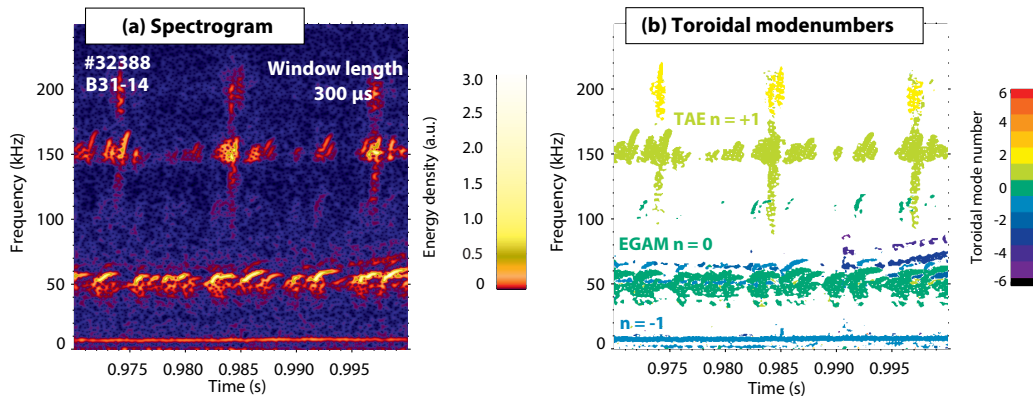 (a) Spectrogram
#32388
B31-14
Window length
300 µs
Frequency (kHz)
200
150
100
50
0
0.975
0.980
0.985
0.990
0.995
Time (s)
Energy density (a.u.)
3.0
2.0
1.5
1.0
0.5
0
(b) Toroidal modenumbers
TAE n = +1
EGAM n = 0
n = -1
Frequency (kHz)
200
150
100
50
0
0.975
0.980
0.985
0.990
0.995
Time (s)
Toroidal mode number
6
4
2
0
-2
-4
-6